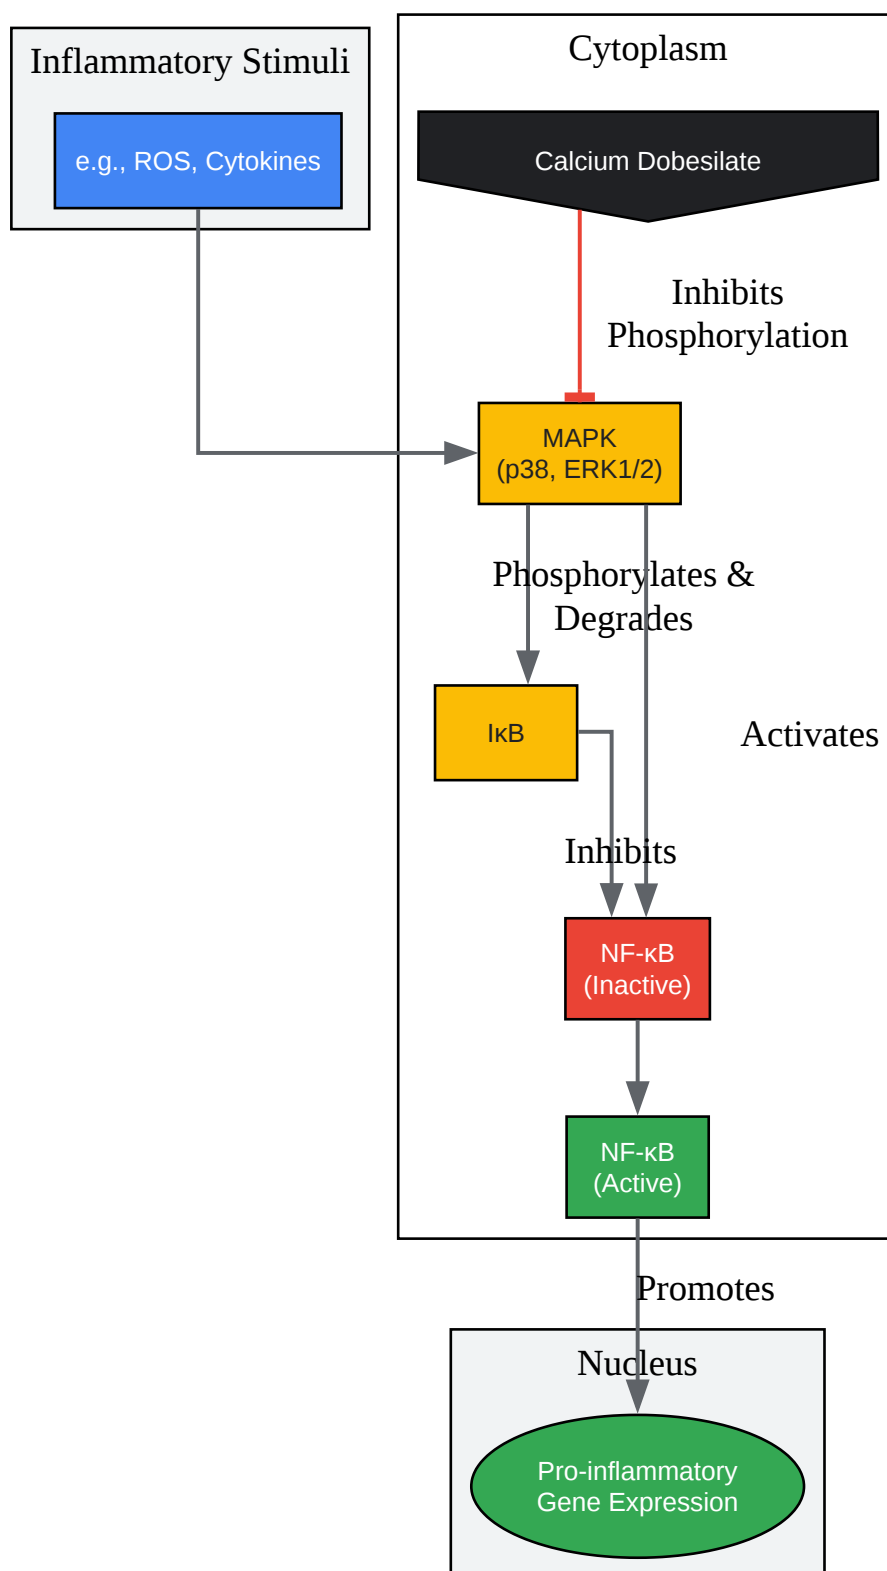 Inflammatory Stimuli
e.g., ROS, Cytokines
Cytoplasm
Calcium Dobesilate
Inhibits
Phosphorylation
MAPK
(p38, ERK1/2)
Phosphorylates &
Degrades
IκB
Activates
Inhibits
NF-κB
(Inactive)
NF-κB
(Active)
Promotes
Nucleus
Pro-inflammatory
Gene Expression